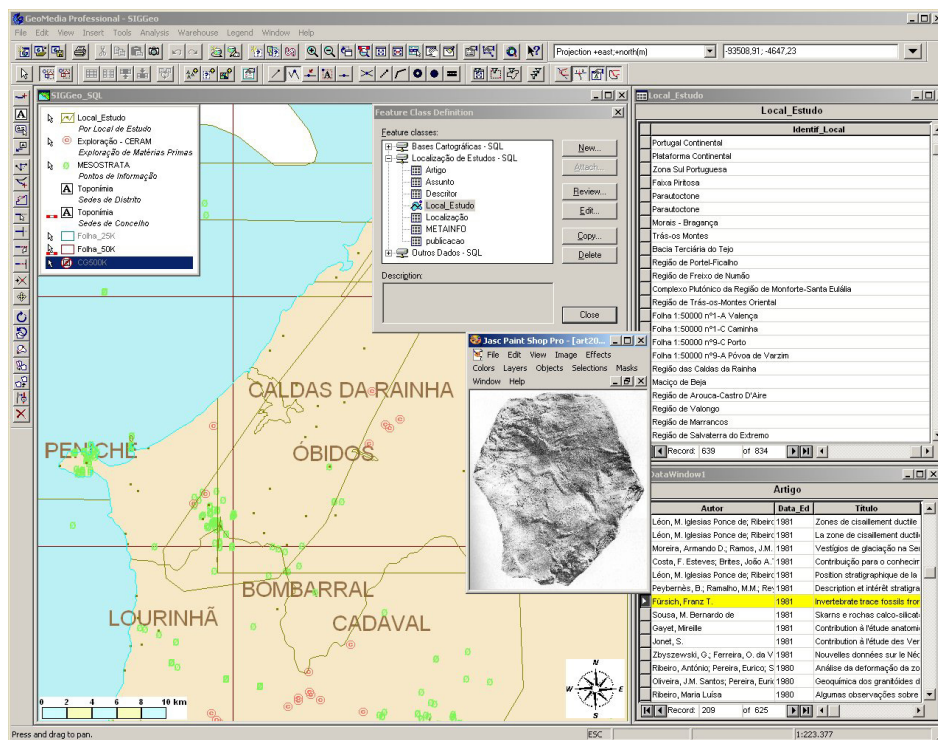 GeoMedia Professional - SIGGeo
File Edit View Insert Tools Analysis Warehouse Legend Window Help
Projection +east;+north(m)
-93508,91; -4647,23
SIGGeo_SQL
Local_Estudo
Por Local de Estudo
Exploração - CERAM
Exploração de Matérias Primas
MESOSTRATA
Pontos de Informação
A Toponímia
Sedes de Distrito
A Toponímia
Sedes de Concelho
Folha_25K
Folha_50K
CG500K
Feature Class Definition
Feature classes:
Bases Cartográficas - SQL
Localização de Estudos - SQL
Artigo
Assunto
Descritor
Local_Estudo
Localização
METAINFO
publicacao
Outros Dados - SQL
New...
Attach...
Review...
Edit...
Copy...
Delete
Description:
Close
Jasc Paint Shop Pro - [art20...
File Edit View Image Effects
Colors Layers Objects Selections Masks
Window Help
CALDAS DA RAINHA
PENICHE
ÓBIDOS
BOMBARRAL
LOURINHÃ
CADAVAL
N
W E
S
0 2 4 6 8 10 km
Local_Estudo
Local_Estudo
Identif_Local
Portugal Continental
Plataforma Continental
Zona Sul Portuguesa
Faixa Piritosa
Parautoctone
Parautoctone
Morais - Bragança
Trás-os Montes
Bacia Terciária do Tejo
Região de Portel-Ficalho
Região de Freixo de Numão
Complexo Plutónico da Região de Monforte-Santa Eulália
Região de Trás-os-Montes Oriental
Folha 1:50000 nº1-A Valença
Folha 1:50000 nº1-C Caminha
Folha 1:50000 nº9-C Porto
Folha 1:50000 nº9-A Póvoa de Varzim
Região das Caldas da Rainha
Maciço de Beja
Região de Arouca-Castro D'Aire
Região de Valongo
Região de Marrancos
Região de Salvaterra do Extremo
Record: 639 of 834
DataWindow1
Artigo
Autor Data_Ed Título
Léon, M. Iglesias Ponce de; Ribeirc 1981 Zones de cisaillement ductile
Léon, M. Iglesias Ponce de; Ribeirc 1981 La zone de cisaillement ductil
Moreira, Armando D.; Ramos, J.M. 1981 Vestígios de glaciação na Ser
Costa, F. Esteves; Brites, João A. 1981 Contribuição para o conhecir
Léon, M. Iglesias Ponce de; Ribeirc 1981 Position stratigraphique de la
Peybernès, B.; Ramalho, M.M.; Rey 1981 Description et intérêt stratigra
Fürsich, Franz T. 1981 Invertebrate trace fossils fror
Sousa, M. Bernardo de 1981 Skarns e rochas calco-silicat
Gayet, Mireille 1981 Contribution à l'étude anatomi
Jonet, S. 1981 Contribution à l'étude des Ver
Zbyszewski, G.; Ferreira, O. da V 1981 Nouvelles données sur le Néc
Ribeiro, António; Pereira, Eurico; S 1980 Análise da deformação da zo
Oliveira, J.M. Santos; Pereira, Euric 1980 Geoquímica dos granitóides d
Ribeiro, Maria Luísa 1980 Algumas observações sobre
Record: 209 of 625
Press and drag to pan.
ESC
1:223.377